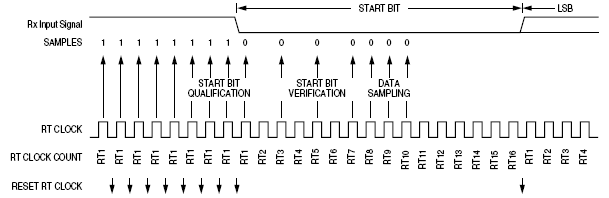 START BIT LSB
Rx Input Signal
SAMPLES 1 1 1 1 1 1 1 1 0 0 0 0 0 0 0
START BIT
QUALIFICATION
START BIT
VERIFICATION
DATA
SAMPLING
RT CLOCK
RT CLOCK COUNT RT1 RT1 RT1 RT1 RT1 RT1 RT1 RT1 RT1 RT2 RT3 RT4 RT5 RT6 RT7 RT8 RT9 RT10 RT11 RT12 RT13 RT14 RT15 RT16 RT1 RT2 RT3 RT4
RESET RT CLOCK